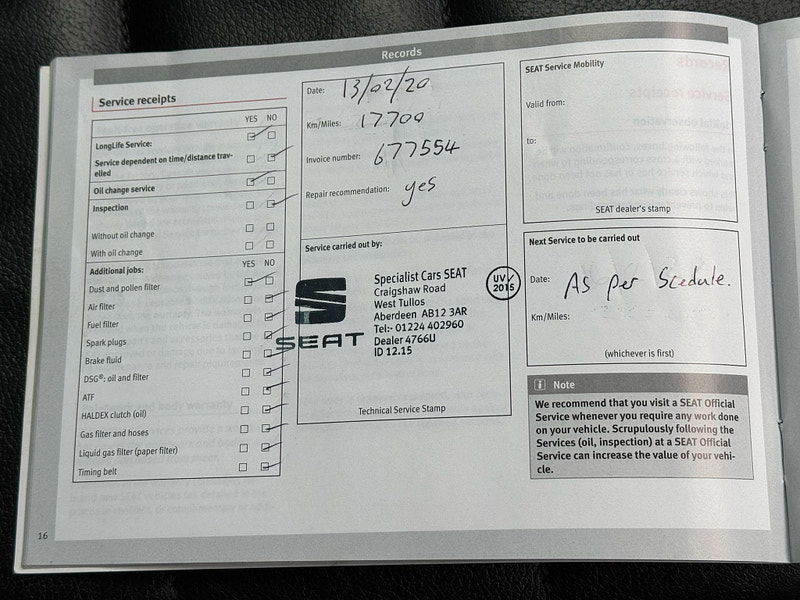 Records
Service receipts
YES NO
LongLife Service:
Service dependent on time/distance trav-
elled
Oil change service
Inspection
Without oil change
With oil change
Additional jobs: YES NO
Dust and pollen filter
Air filter
Fuel filter
Spark plugs
Brake fluid
DSG®: oil and filter
ATF
HALDEX clutch (oil)
Gas filter and hoses
Liquid gas filter (paper filter)
Timing belt
16
Date: 13/02/20
Km/Miles: 17700
Invoice number: 677554
Repair recommendation: yes
Service carried out by:
SEAT
Specialist Cars SEAT
Craigshaw Road
West Tullos
Aberdeen AB12 3AR
Tel:- 01224 402960
Dealer 4766U
ID 12.15
UV
2015
Technical Service Stamp
SEAT Service Mobility
Valid from:
to:
SEAT dealer's stamp
Next Service to be carried out
Date: As per Scedule.
Km/Miles:
(whichever is first)
i Note
We recommend that you visit a SEAT Official
Service whenever you require any work done
on your vehicle. Scrupulously following the
Services (oil, inspection) at a SEAT Official
Service can increase the value of your vehi-
cle.